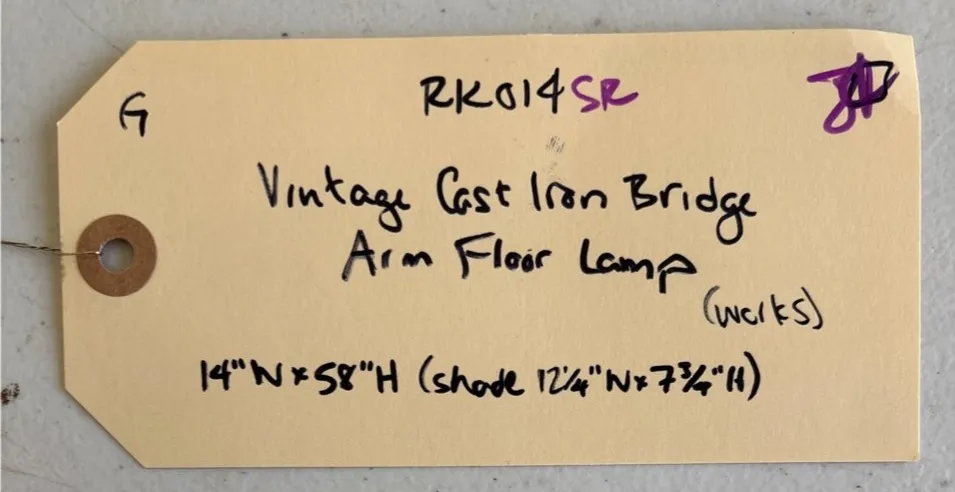 G
RK014SR
Vintage Cast Iron Bridge
Arm Floor Lamp
(works)
14"W x 58"H (shade 12¼"W x 7¾"H)